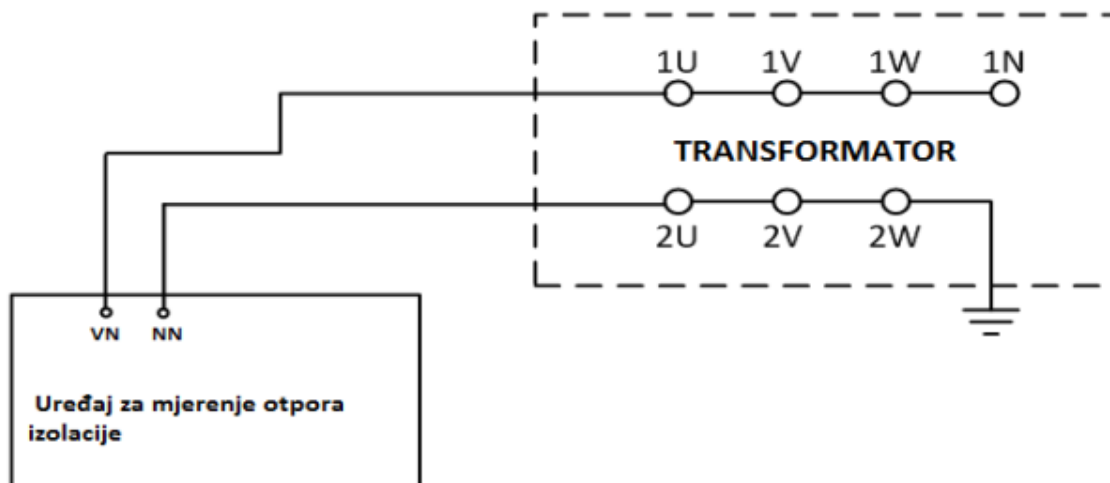 1U 1V 1W 1N
TRANSFORMATOR
2U 2V 2W
VN NN
Uređaj za mjerenje otpora
izolacije